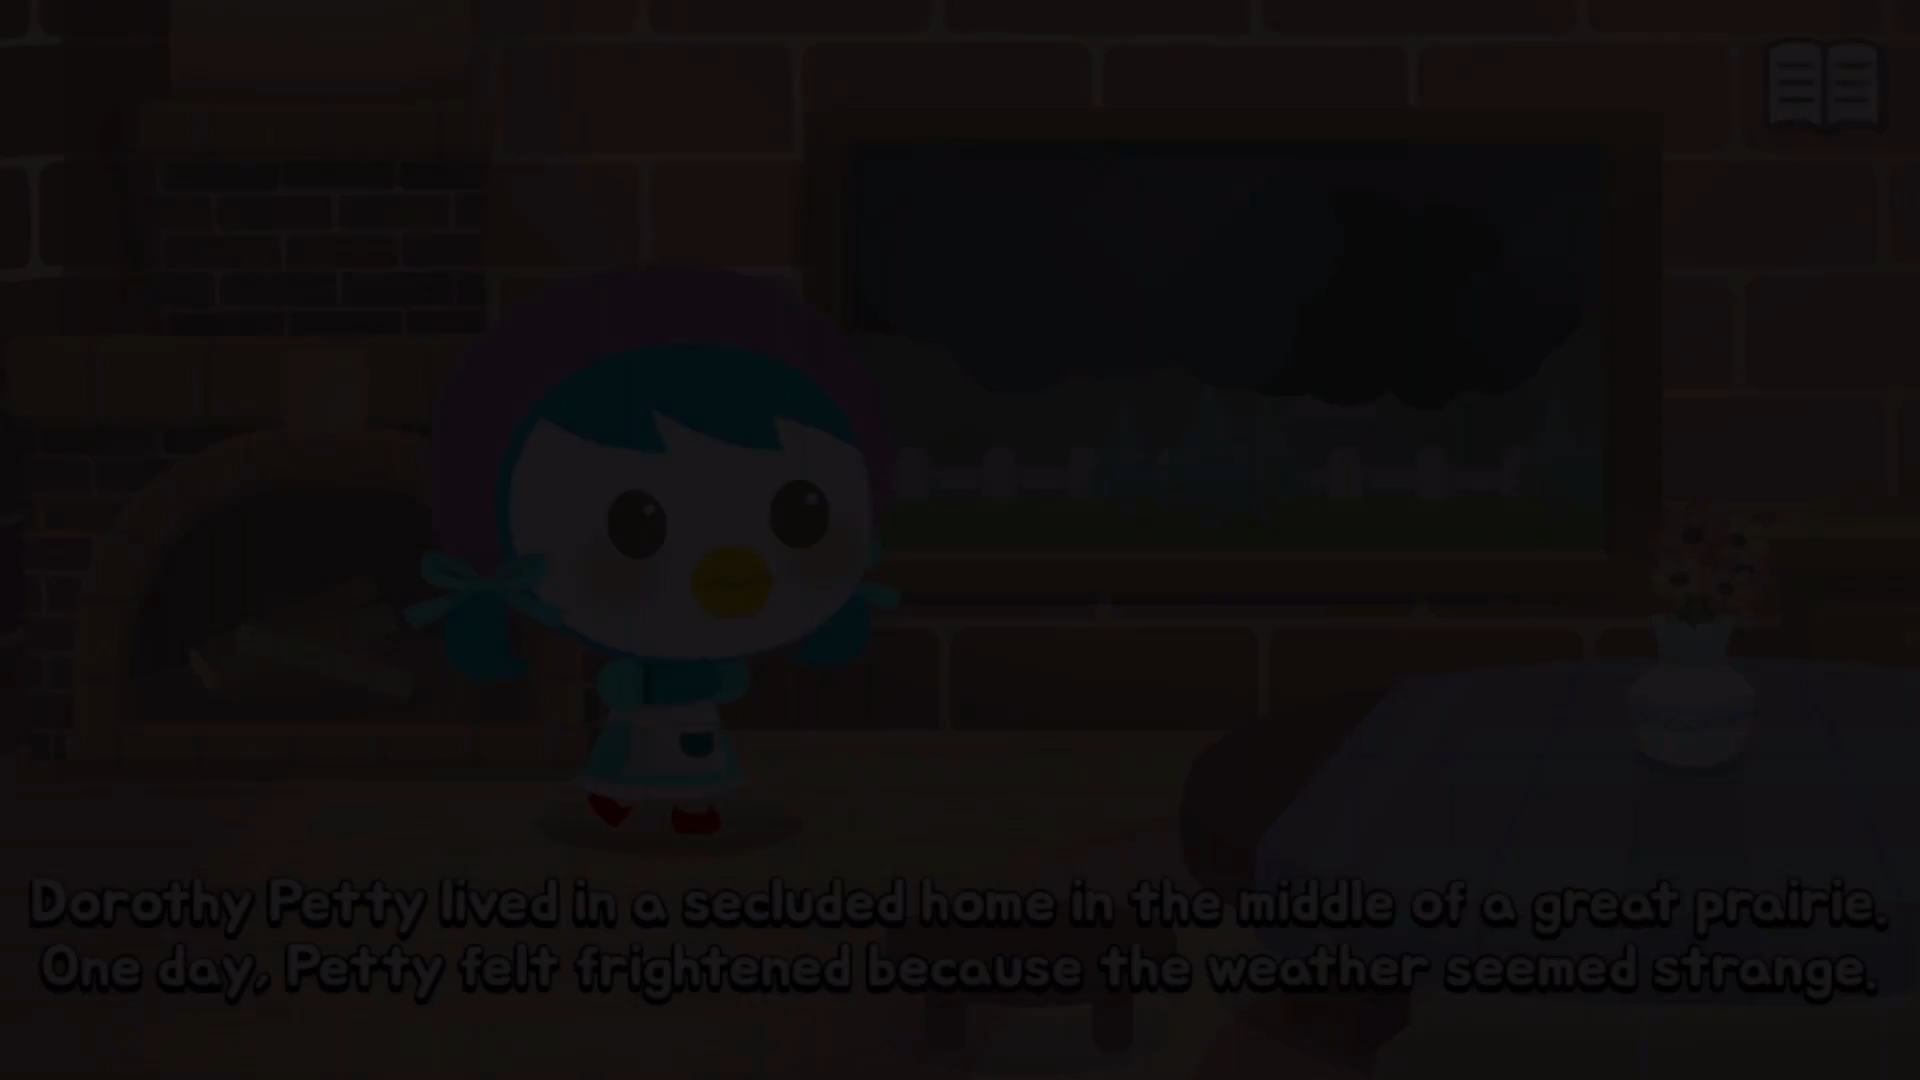 Dorothy Petty lived in a secluded home in the middle of a great prairie.
One day, Petty felt frightened because the weather seemed strange.